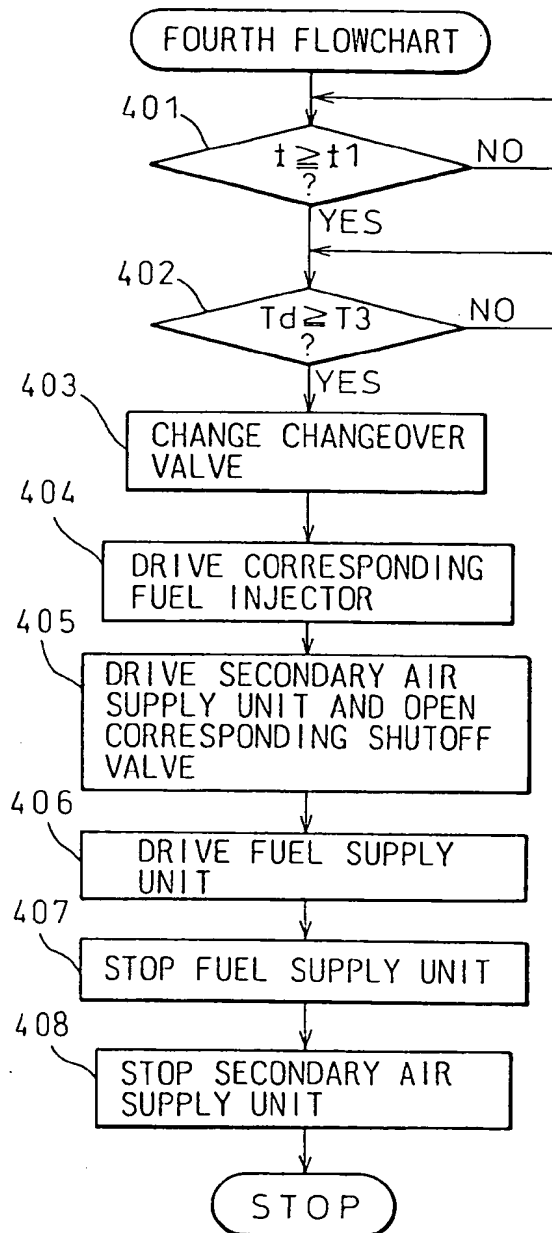 FOURTH FLOWCHART
401
t ≧ t1
?
NO
YES
402
Td ≧ T3
?
NO
YES
403
CHANGE CHANGEOVER
VALVE
404
DRIVE CORRESPONDING
FUEL INJECTOR
405
DRIVE SECONDARY AIR
SUPPLY UNIT AND OPEN
CORRESPONDING SHUTOFF
VALVE
406
DRIVE FUEL SUPPLY
UNIT
407
STOP FUEL SUPPLY UNIT
408
STOP SECONDARY AIR
SUPPLY UNIT
STOP